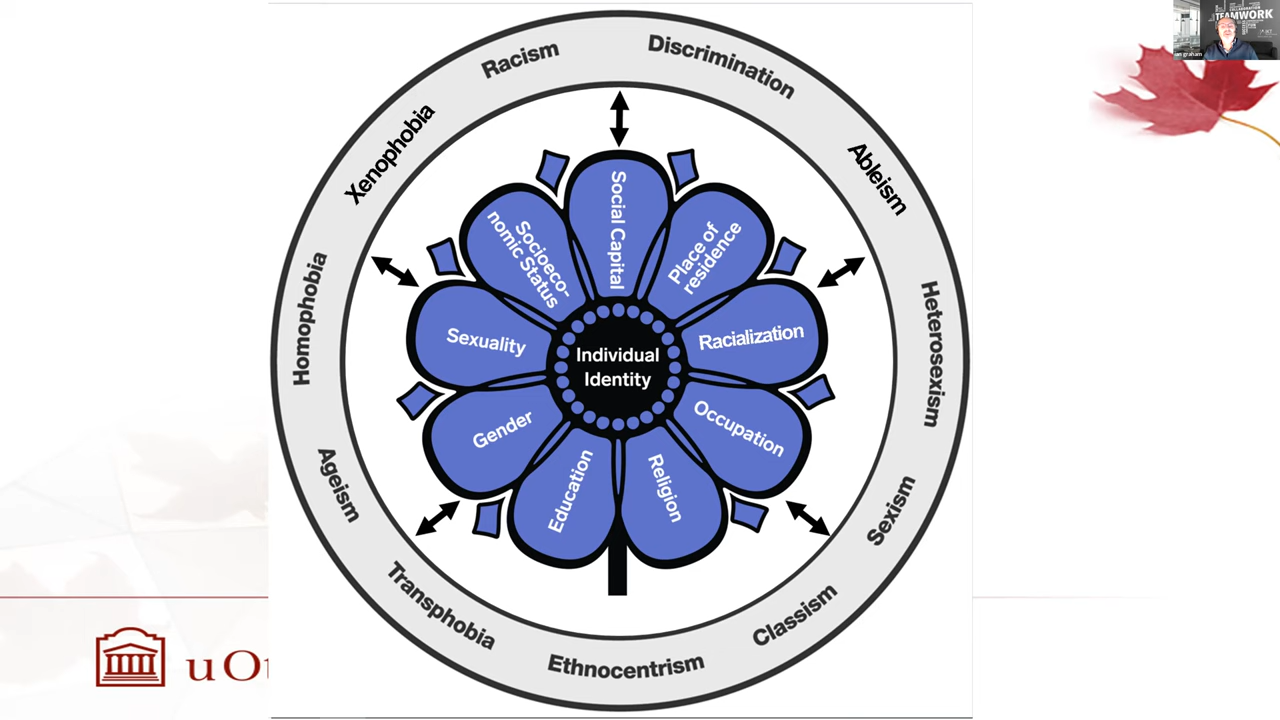 Racism
Discrimination
Ableism
Heterosexism
Sexism
Classism
Ethnocentrism
Transphobia
Ageism
Homophobia
Xenophobia
Social Capital
Place of
residence
Racialization
Occupation
Religion
Education
Gender
Sexuality
Socioeco-
nomic Status
Individual
Identity
TEAMWORK
uOt